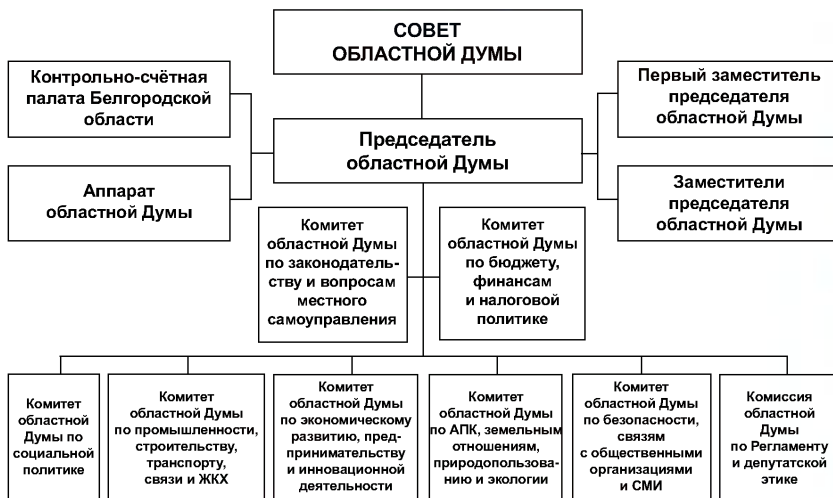 СОВЕТ
ОБЛАСТНОЙ ДУМЫ
Контрольно-счётная
палата Белгородской
области
Первый заместитель
председателя
областной Думы
Председатель
областной Думы
Аппарат
областной Думы
Заместители
председателя
областной Думы
Комитет
областной Думы
по законодатель-
ству и вопросам
местного
самоуправления
Комитет
областной Думы
по бюджету,
финансам
и налоговой
политике
Комитет
областной
Думы по
социальной
политике
Комитет
областной Думы
по промышленности,
строительству,
транспорту,
связи и ЖКХ
Комитет
областной Думы
по экономическому
развитию, пред-
принимательству
и инновационной
деятельности
Комитет
областной Думы
по АПК, земельным
отношениям,
природопользова-
нию и экологии
Комитет
областной Думы
по безопасности,
связям
с общественными
организациями
и СМИ
Комиссия
областной
Думы
по Регламенту
и депутатской
этике